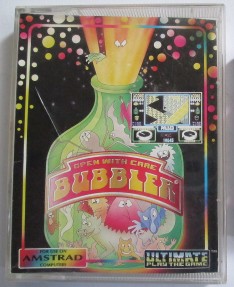 OPEN WITH CARE
BUBBLER
AMSTRAD
ULTIMATE
PLAY THE GAME